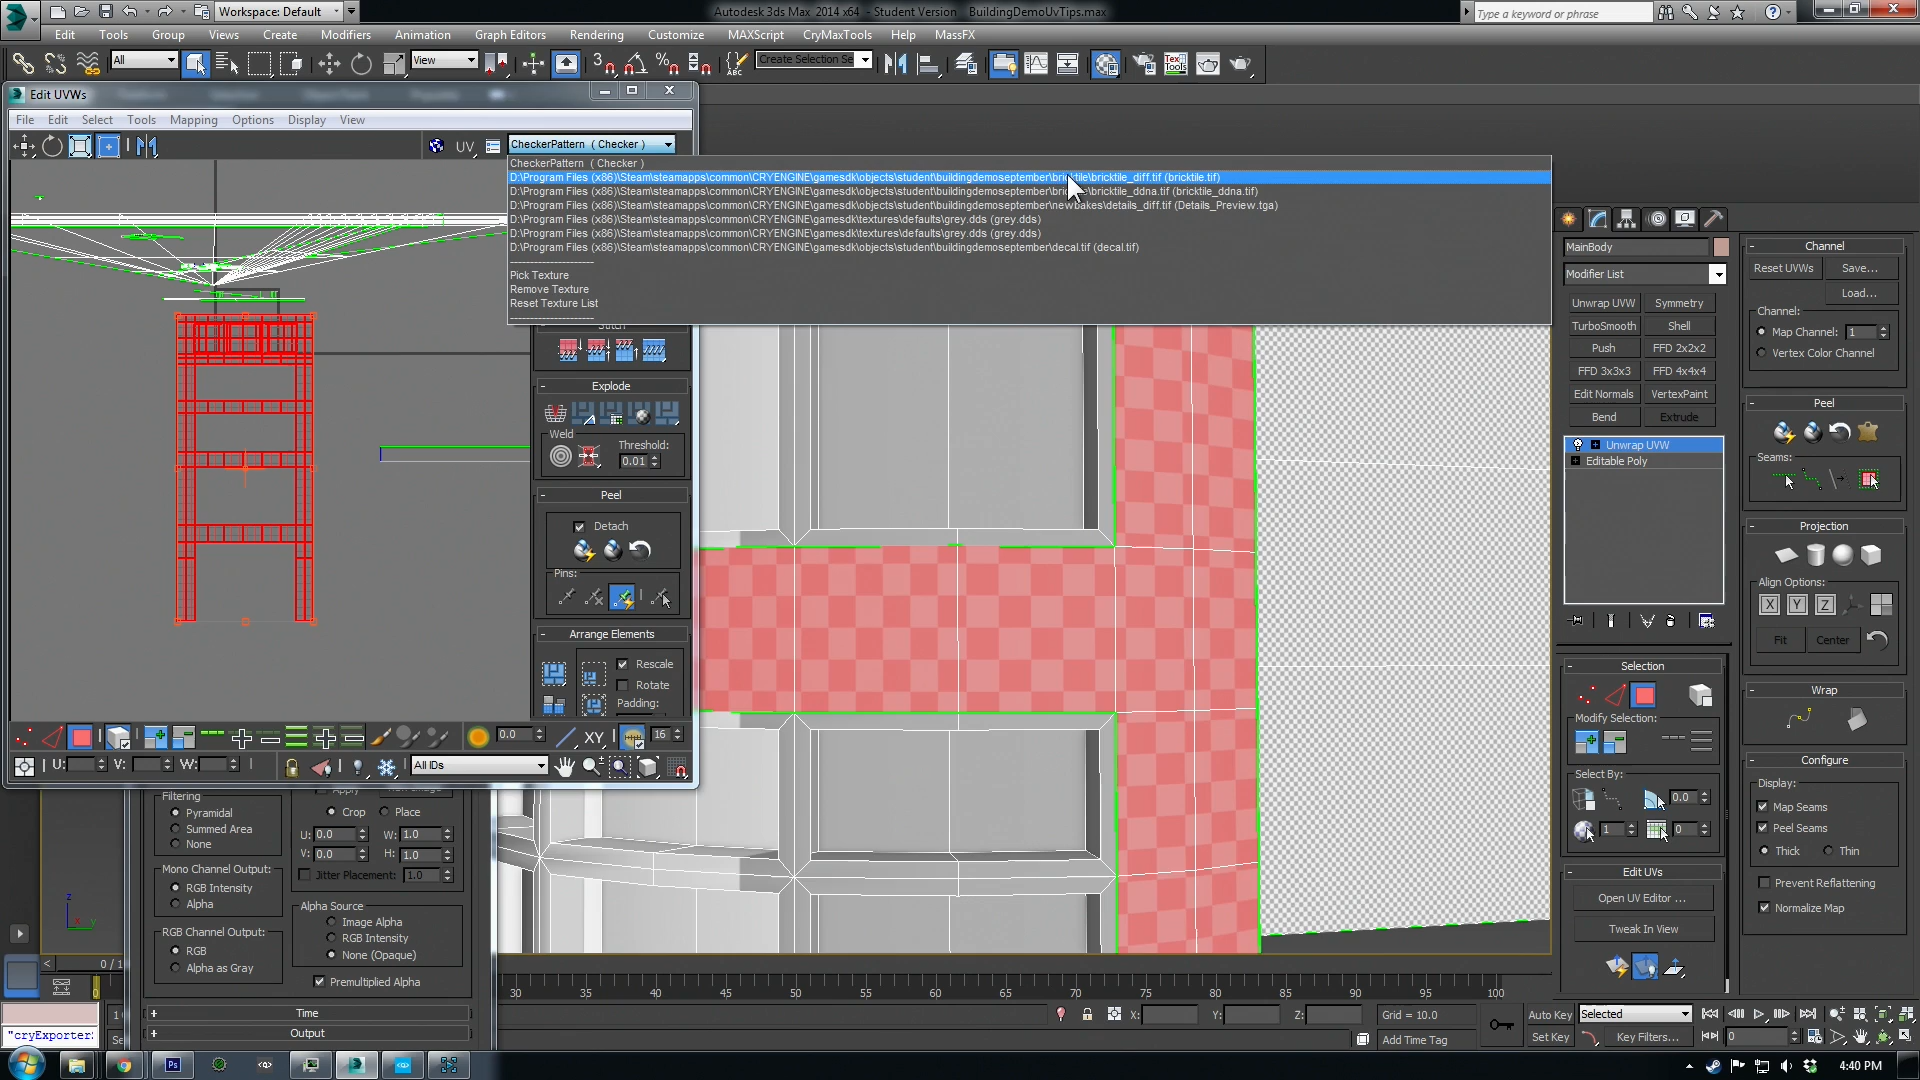 Workspace: Default
Autodesk 3ds Max 2014 x64 - Student Version BuildingDemoUvTips.max
Type a keyword or phrase
Edit Tools Group Views Create Modifiers Animation Graph Editors Rendering Customize MAXScript CryMaxTools Help MassFX
All
View
Create Selection Se
Edit UVWs
File Edit Select Tools Mapping Options Display View
UV
CheckerPattern ( Checker )
CheckerPattern ( Checker )
D:\Program Files (x86)\Steam\steamapps\common\CRYENGINE\gamesdk\objects\student\buildingdemoseptember\bricktile\bricktile_diff.tif (bricktile.tif)
D:\Program Files (x86)\Steam\steamapps\common\CRYENGINE\gamesdk\objects\student\buildingdemoseptember\bricktile\bricktile_ddna.tif (bricktile_ddna.tif)
D:\Program Files (x86)\Steam\steamapps\common\CRYENGINE\gamesdk\objects\student\buildingdemoseptember\newbakes\details_diff.tif (Details_Preview.tga)
D:\Program Files (x86)\Steam\steamapps\common\CRYENGINE\gamesdk\textures\defaults\grey.dds (grey.dds)
D:\Program Files (x86)\Steam\steamapps\common\CRYENGINE\gamesdk\textures\defaults\grey.dds (grey.dds)
D:\Program Files (x86)\Steam\steamapps\common\CRYENGINE\gamesdk\objects\student\buildingdemoseptember\decal.tif (decal.tif)
Pick Texture
Remove Texture
Reset Texture List
Stitch
Explode
Weld
Threshold:
0.01
Peel
Detach
Pins:
Arrange Elements
Rescale
Rotate
Padding:
0.0
XY
16
U: V: W:
All IDs
Filtering
Pyramidal
Summed Area
None
Mono Channel Output:
RGB Intensity
Alpha
RGB Channel Output:
RGB
Alpha as Gray
Apply
Crop Place
U: 0.0 W: 1.0
V: 0.0 H: 1.0
Jitter Placement: 1.0
Alpha Source
Image Alpha
RGB Intensity
None (Opaque)
Premultiplied Alpha
Time
Output
MainBody
Modifier List
Unwrap UVW Symmetry
TurboSmooth Shell
Push FFD 2x2x2
FFD 3x3x3 FFD 4x4x4
Edit Normals VertexPaint
Bend Extrude
Unwrap UVW
Editable Poly
Selection
Modify Selection:
Select By:
0.0
1 0
Edit UVs
Open UV Editor ...
Tweak In View
Channel
Reset UVWs Save...
Load...
Channel:
Map Channel: 1
Vertex Color Channel
Peel
Seams:
Projection
Align Options:
X Y Z
Fit Center
Wrap
Configure
Display:
Map Seams
Peel Seams
Thick Thin
Prevent Reflattening
Normalize Map
z
x y
0 / 1
30 35 40 45 50 55 60 65 70 75 80 85 90 95 100
X: Y: Z: Grid = 10.0
Add Time Tag
Auto Key Selected
Set Key Key Filters... 0
"cryExporter:
Ps
4:40 PM